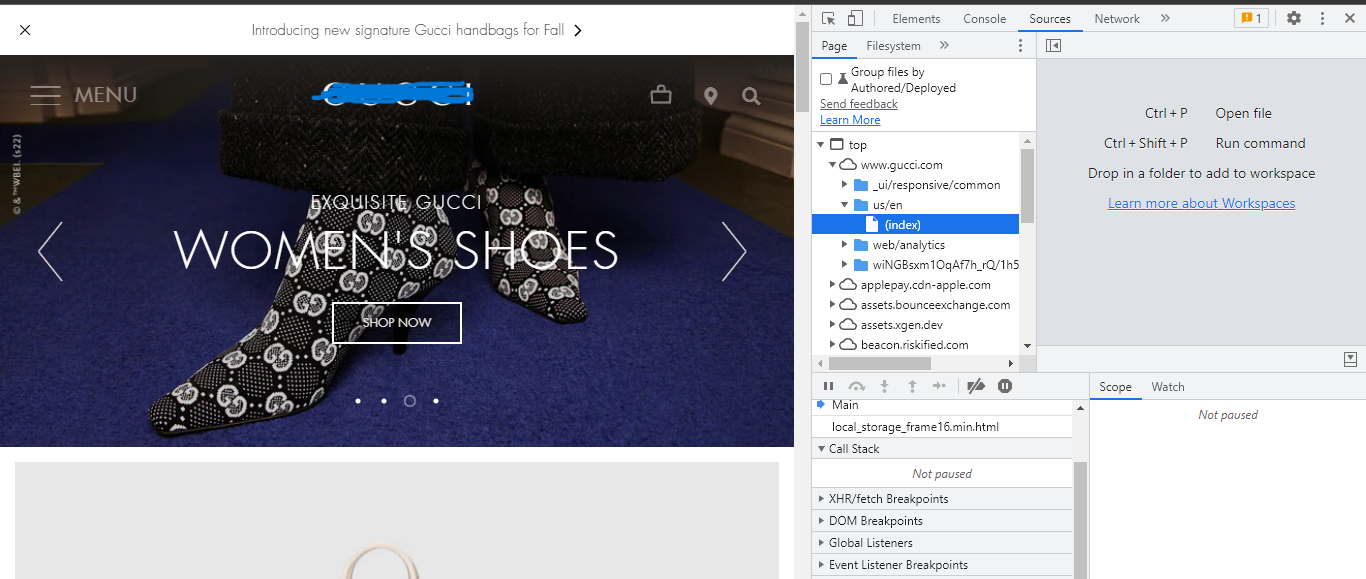 Introducing new signature Gucci handbags for Fall
MENU
© & ™WBEI. (s22)
EXQUISITE GUCCI
WOMEN'S SHOES
SHOP NOW
Elements Console Sources Network 1
Page Filesystem
Group files by
Authored/Deployed
Send feedback
Learn More
top
www.gucci.com
_ui/responsive/common
us/en
(index)
web/analytics
wiNGBsxm1OqAf7h_rQ/1h5
applepay.cdn-apple.com
assets.bounceexchange.com
assets.xgen.dev
beacon.riskified.com
Ctrl + P Open file
Ctrl + Shift + P Run command
Drop in a folder to add to workspace
Learn more about Workspaces
Main
local_storage_frame16.min.html
Call Stack
Not paused
XHR/fetch Breakpoints
DOM Breakpoints
Global Listeners
Event Listener Breakpoints
Scope Watch
Not paused